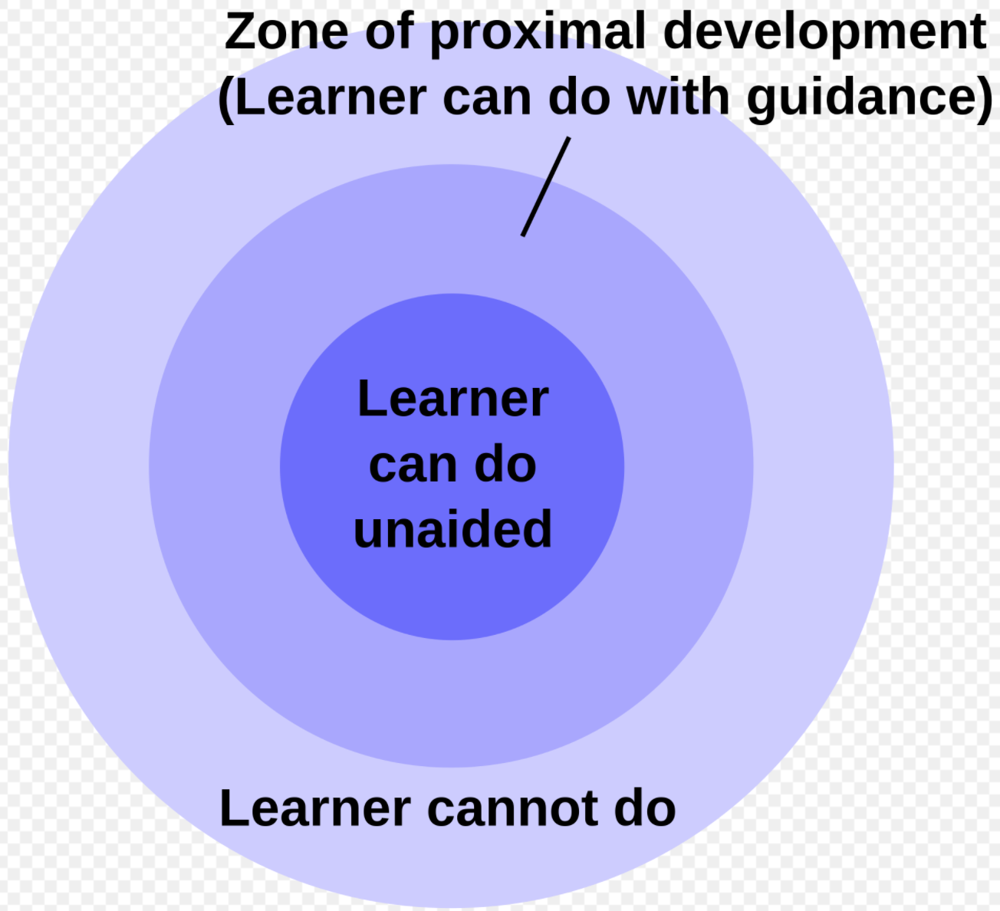 Zone of proximal development
(Learner can do with guidance)
Learner
can do
unaided
Learner cannot do